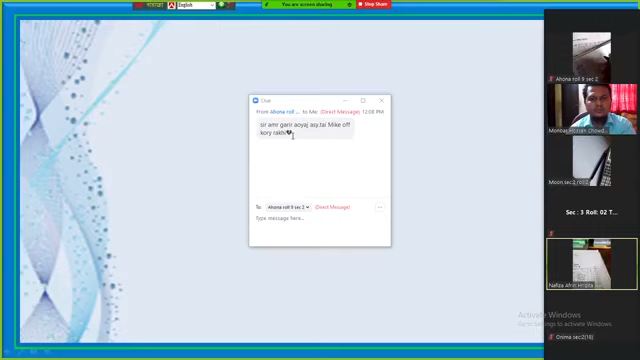 English
You are screen sharing
Stop Share
Chat
From Ahona roll ... to Me: (Direct Message) 12:08 PM
sir amr garir aoyaj asy.tai Mike off
kory rakhi💔
To: Ahona roll 9 sec 2 (Direct Message)
Type message here...
Ahona roll 9 sec 2
Moon sec:2 roll:2
Sec : 3 Roll: 02 T...
Nafiza Afrin Hridita
Onima sec2(18)
Activate Windows
Go to Settings to activate Windows.